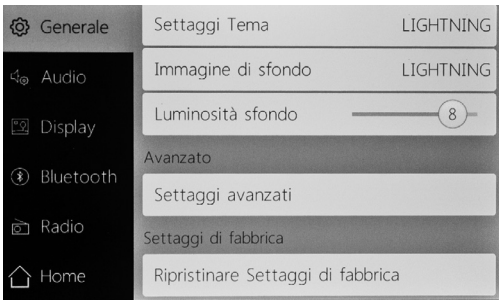 Generale
Audio
Display
Bluetooth
Radio
Home
Settaggi Tema LIGHTNING
Immagine di sfondo LIGHTNING
Luminosità sfondo 8
Avanzato
Settaggi avanzati
Settaggi di fabbrica
Ripristinare Settaggi di fabbrica